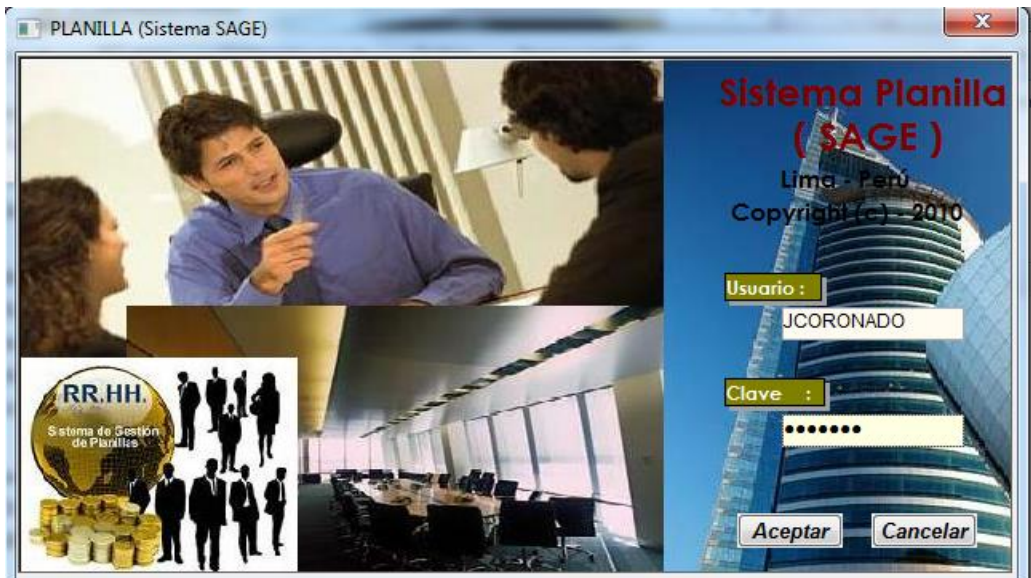 PLANILLA (Sistema SAGE)
Sistema Planilla
( SAGE )
Lima - Perú
Copyright (c) - 2010
Usuario :
JCORONADO
Clave :
•••••••
RR.HH.
Sistema de Gestión
de Planillas
Aceptar
Cancelar